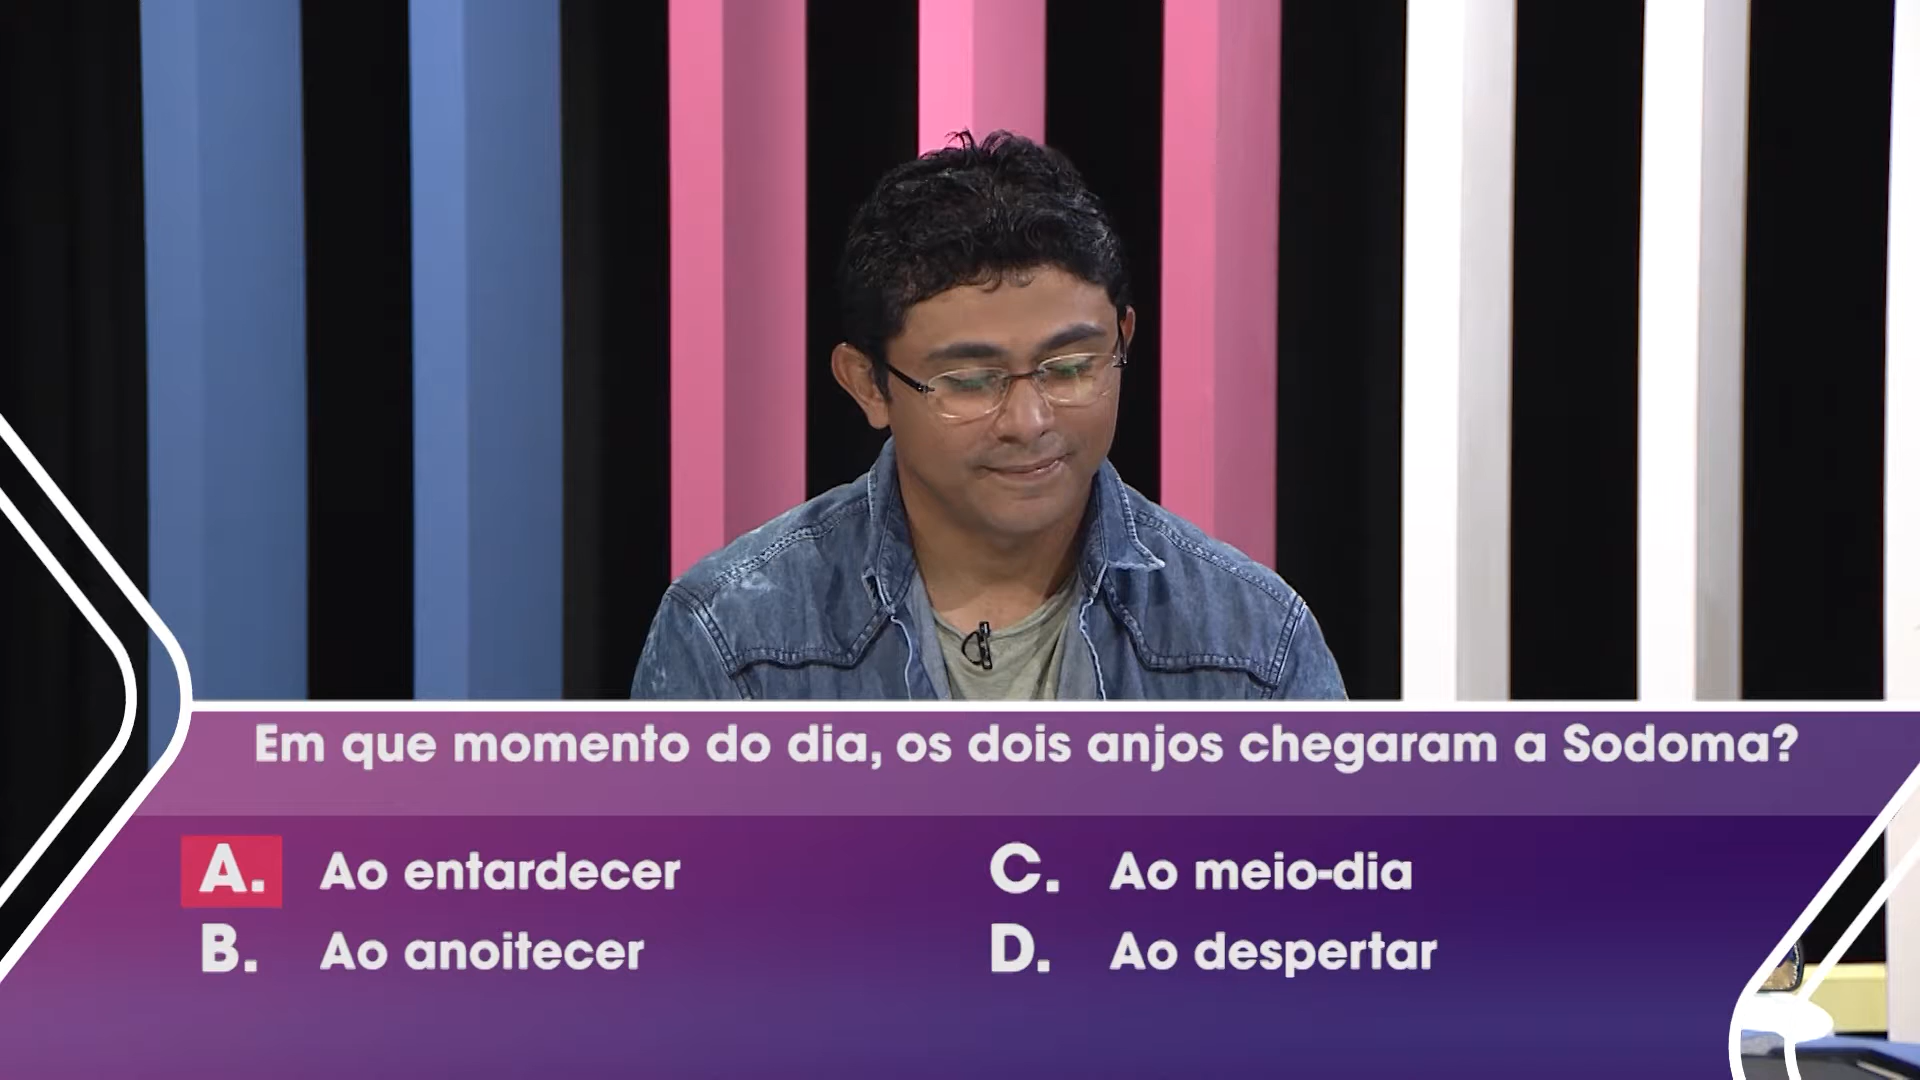 Em que momento do dia, os dois anjos chegaram a Sodoma?
A. Ao entardecer
B. Ao anoitecer
C. Ao meio-dia
D. Ao despertar